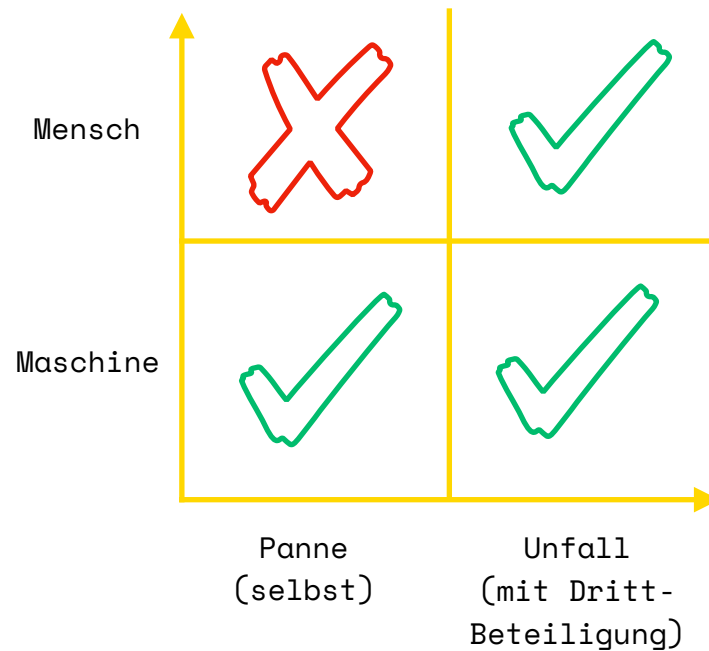 Mensch
Maschine
Panne
(selbst)
Unfall
(mit Dritt-
Beteiligung)